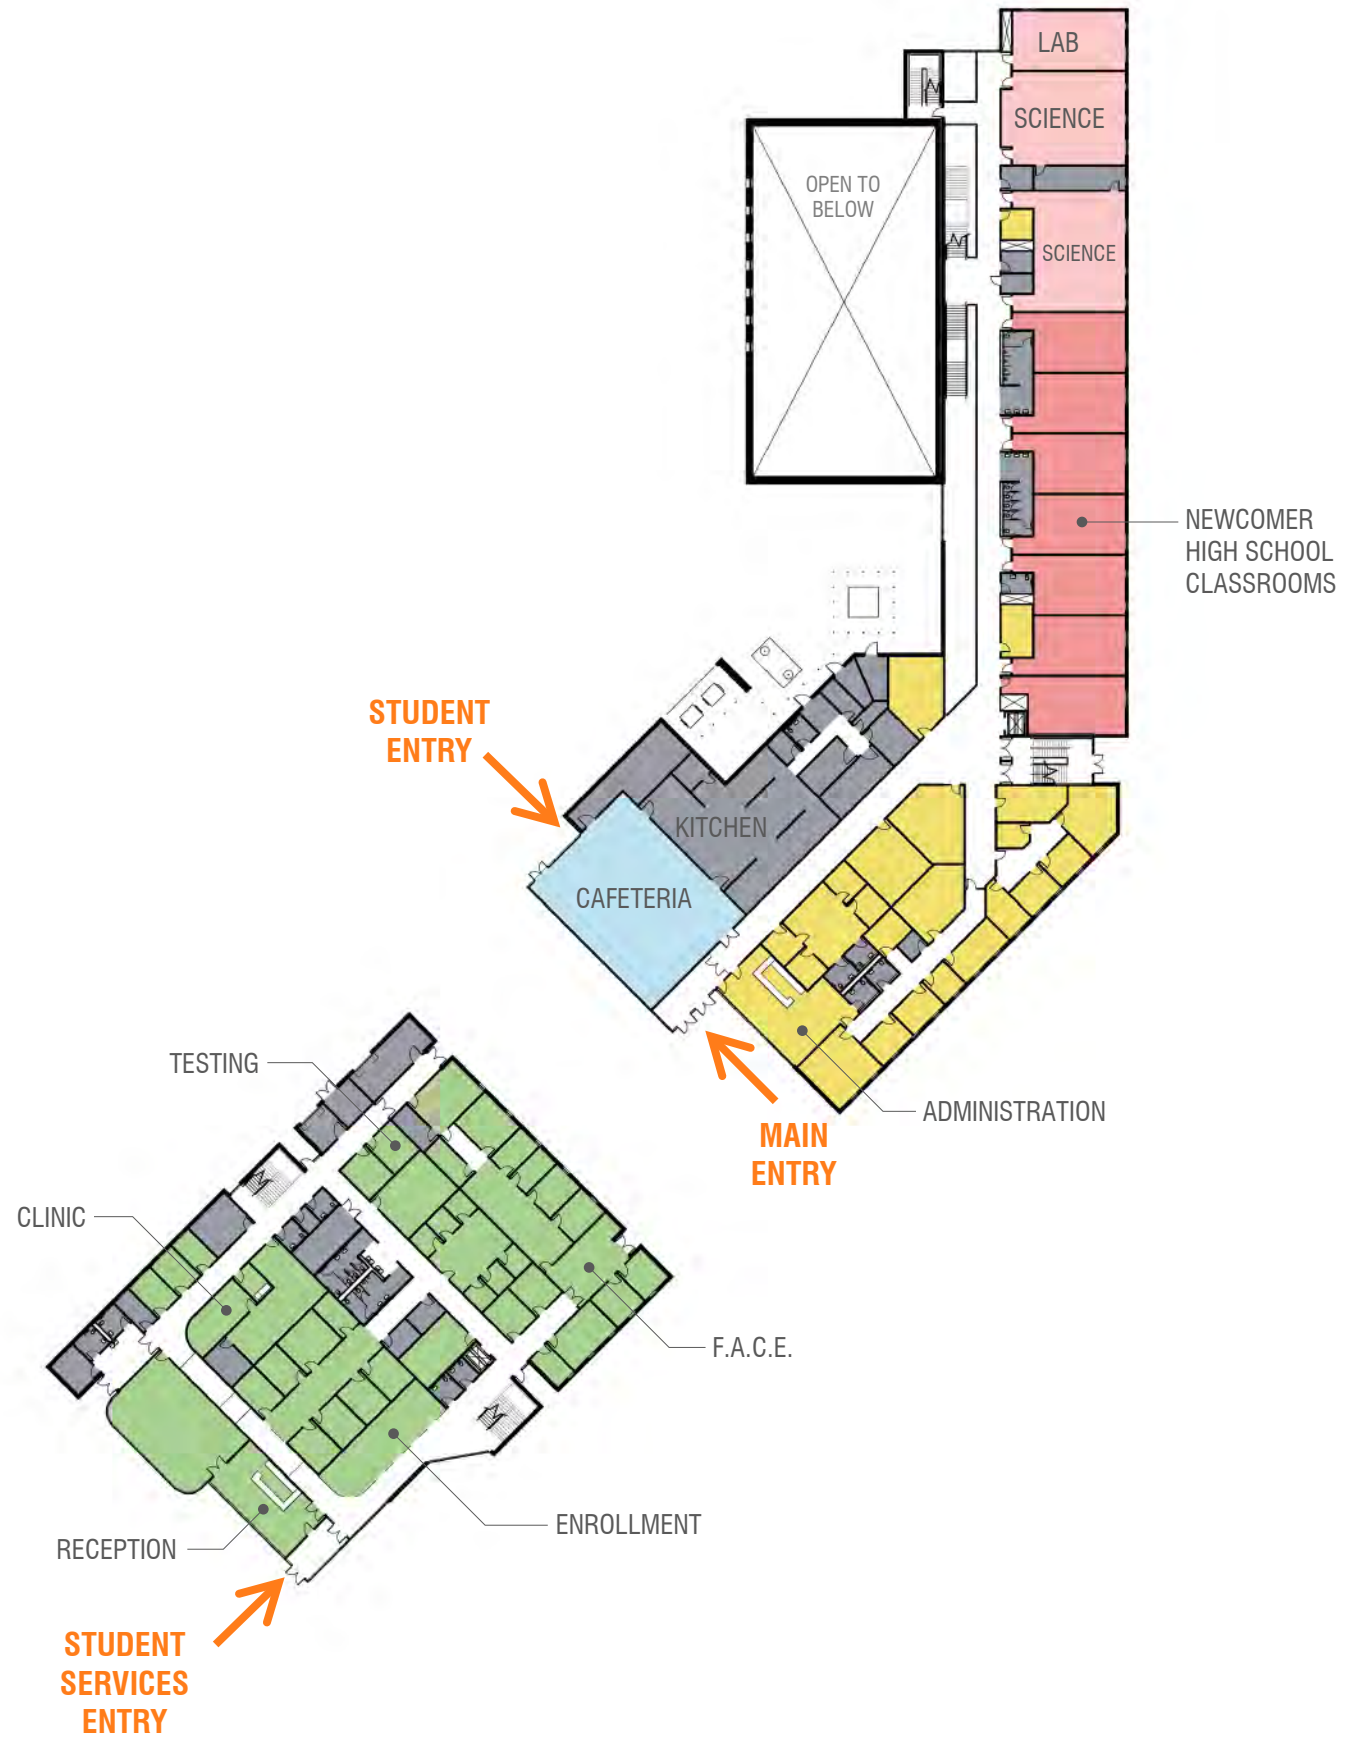 LAB
SCIENCE
OPEN TO
BELOW
SCIENCE
NEWCOMER
HIGH SCHOOL
CLASSROOMS
STUDENT
ENTRY
KITCHEN
CAFETERIA
TESTING
ADMINISTRATION
MAIN
ENTRY
CLINIC
F.A.C.E.
ENROLLMENT
RECEPTION
STUDENT
SERVICES
ENTRY